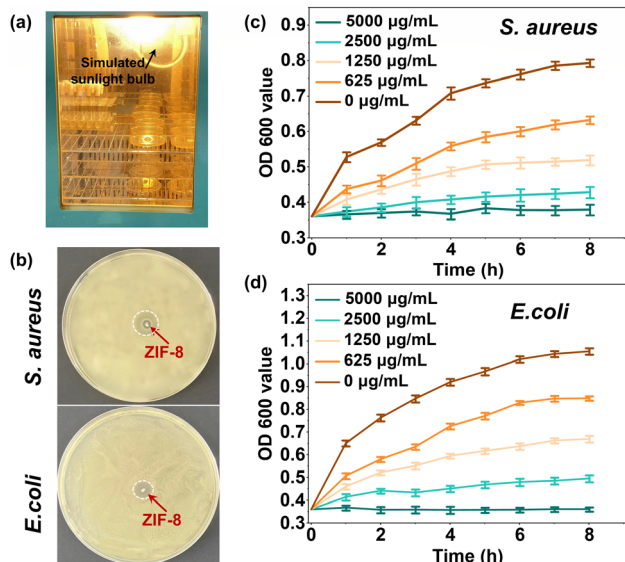 (a)
Simulated
sunlight bulb
(b)
S. aureus
ZIF-8
E.coli
ZIF-8
(c)
S. aureus
5000 μg/mL
2500 μg/mL
1250 μg/mL
625 μg/mL
0 μg/mL
OD 600 value
0.9
0.8
0.7
0.6
0.5
0.4
0.3
0
2
4
6
8
Time (h)
(d)
E.coli
5000 μg/mL
2500 μg/mL
1250 μg/mL
625 μg/mL
0 μg/mL
OD 600 value
1.3
1.2
1.1
1.0
0.9
0.8
0.7
0.6
0.5
0.4
0.3
0
2
4
6
8
Time (h)